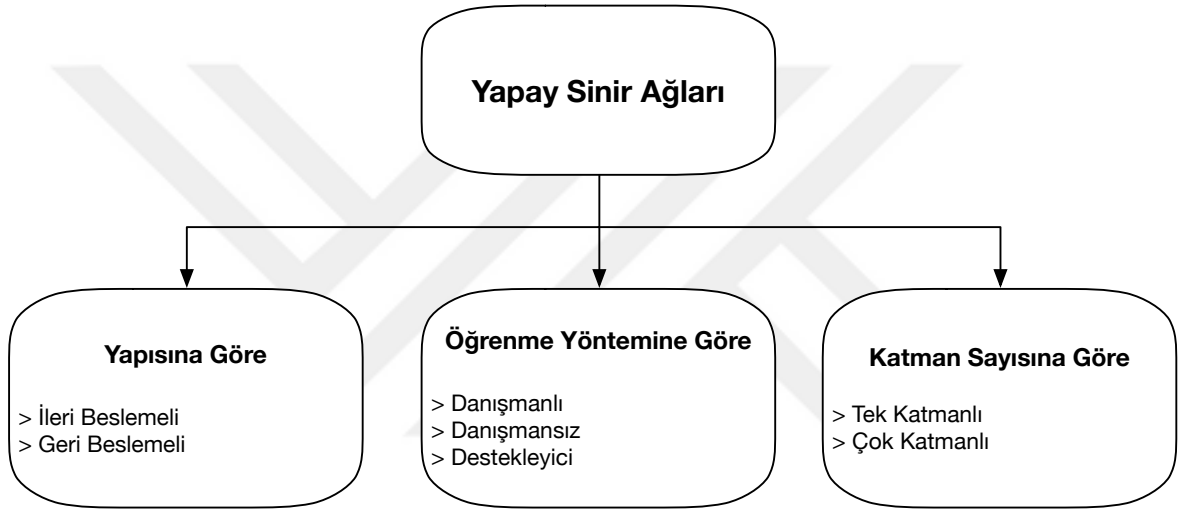 Yapay Sinir Ağları
Yapısına Göre
> İleri Beslemeli
> Geri Beslemeli
Öğrenme Yöntemine Göre
> Danışmanlı
> Danışmansız
> Destekleyici
Katman Sayısına Göre
> Tek Katmanlı
> Çok Katmanlı